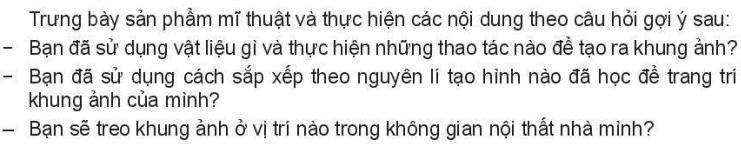 Trưng bày sản phẩm mĩ thuật và thực hiện các nội dung theo câu hỏi gợi ý sau:
− Bạn đã sử dụng vật liệu gì và thực hiện những thao tác nào để tạo ra khung ảnh?
− Bạn đã sử dụng cách sắp xếp theo nguyên lí tạo hình nào đã học để trang trí
khung ảnh của mình?
– Bạn sẽ treo khung ảnh ở vị trí nào trong không gian nội thất nhà mình?